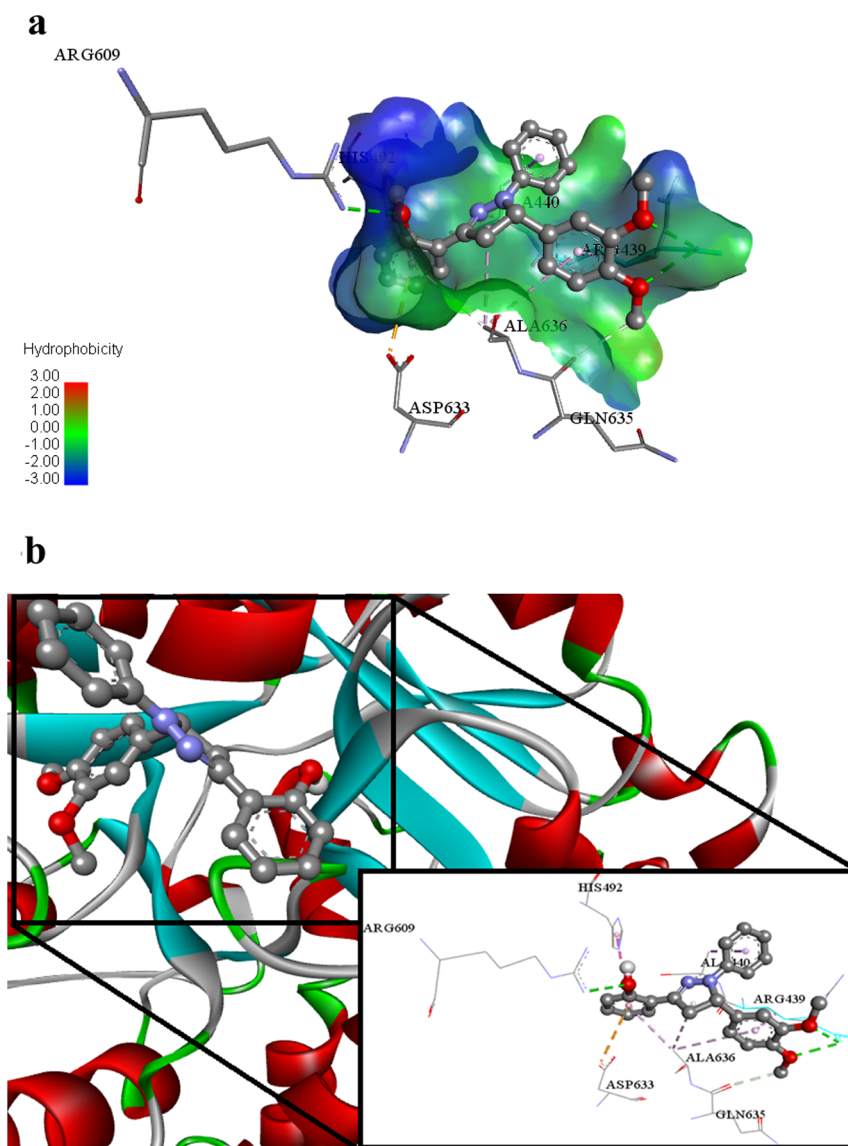 a
ARG609
HIS492
A440
ARG439
ALA636
Hydrophobicity
3.00
2.00
1.00
0.00
-1.00
-2.00
-3.00
ASP633
GLN635
b
HIS492
ARG609
ARG439
ALA636
ASP633
GLN635